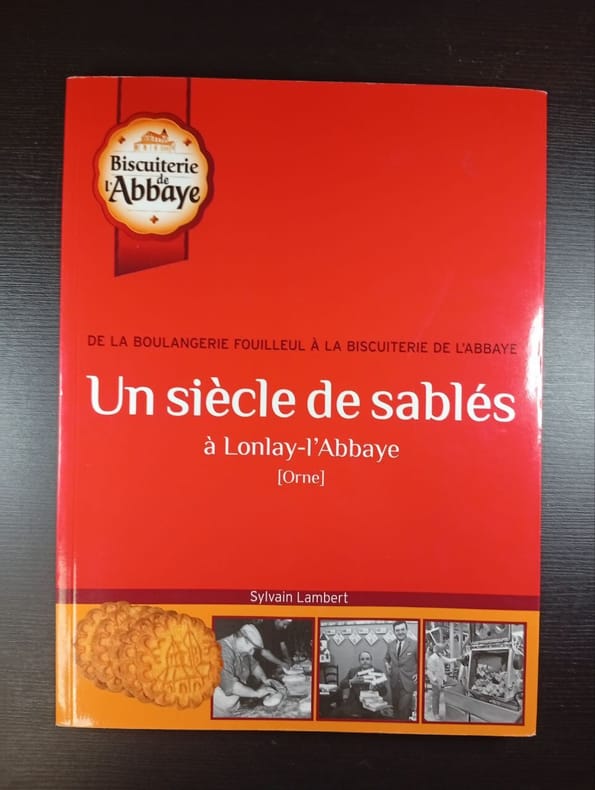 Biscuiterie
de
l'Abbaye
DE LA BOULANGERIE FOUILLEUL À LA BISCUITERIE DE L'ABBAYE
Un siècle de sablés
à Lonlay-l'Abbaye
[Orne]
Sylvain Lambert